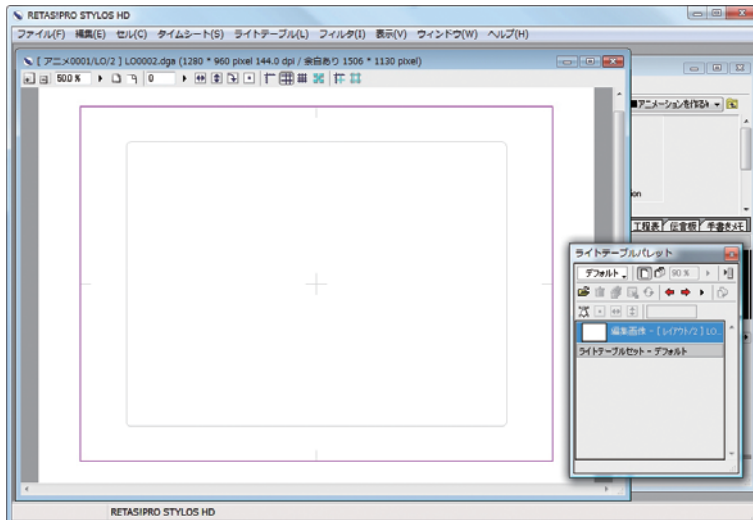 RETAS!PRO STYLOS HD
ファイル(F) 編集(E) セル(C) タイムシート(S) ライトテーブル(L) フィルタ(I) 表示(V) ウィンドウ(W) ヘルプ(H)
[ アニメ0001/LO/2 ] LO0002.dga (1280 * 960 pixel 144.0 dpi / 余白あり 1506 * 1130 pixel)
50.0 % 0
■アニメーションを作るv
ion
工程表 伝言板 手書きメモ
ライトテーブルパレット
デフォルト 90 %
編集画像 - [ レイアウト/2 ] LO...
ライトテーブルセット - デフォルト
RETAS!PRO STYLOS HD